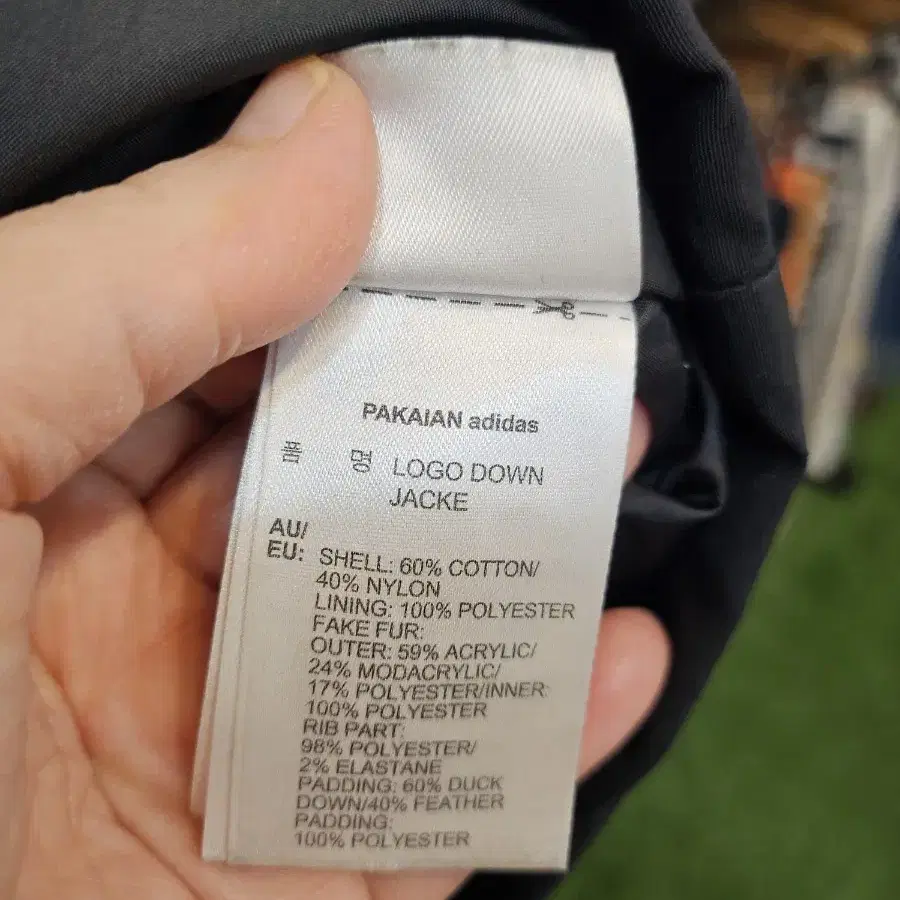 PAKAIAN adidas
품 명 LOGO DOWN
JACKE
AU/
EU: SHELL: 60% COTTON/
40% NYLON
LINING: 100% POLYESTER
FAKE FUR:
OUTER: 59% ACRYLIC/
24% MODACRYLIC/
17% POLYESTER/INNER:
100% POLYESTER
RIB PART:
98% POLYESTER/
2% ELASTANE
PADDING: 60% DUCK
DOWN/40% FEATHER
PADDING:
100% POLYESTER